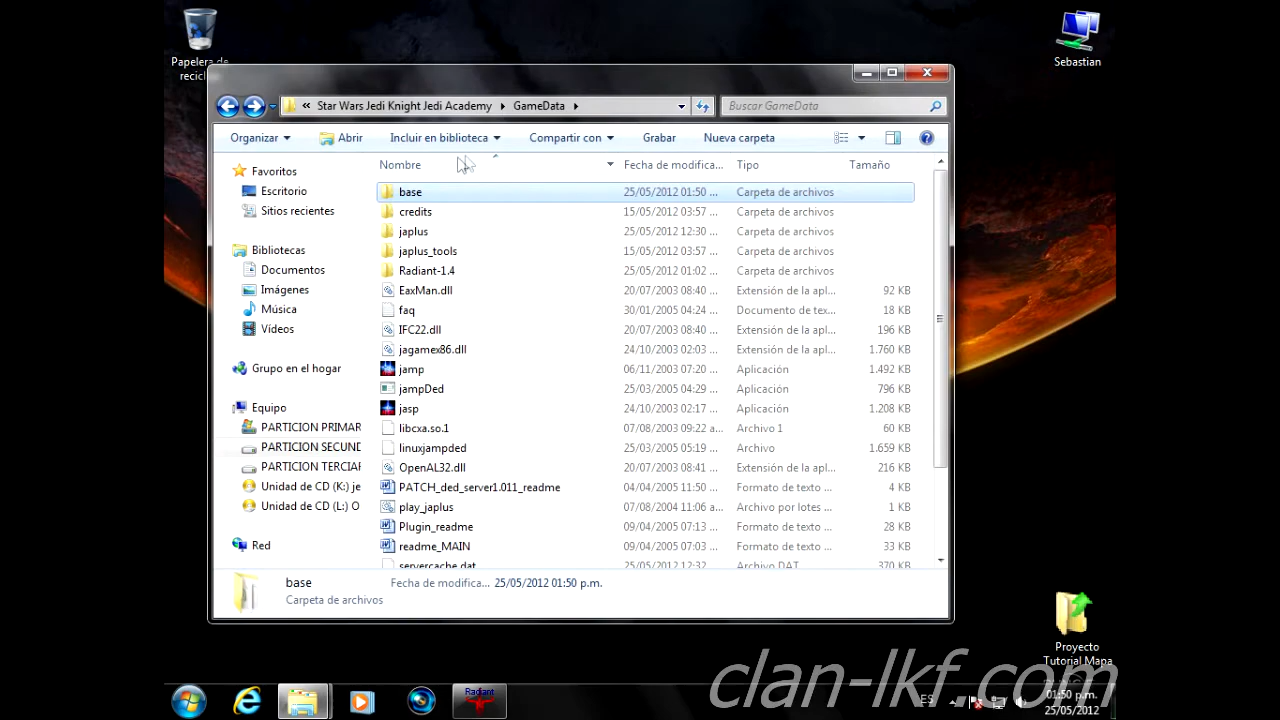 Papelera de
recicl
Sebastian
« Star Wars Jedi Knight Jedi Academy GameData
Buscar GameData
Organizar Abrir Incluir en biblioteca Compartir con Grabar Nueva carpeta
Nombre Fecha de modifica... Tipo Tamaño
Favoritos
Escritorio
Sitios recientes
Bibliotecas
Documentos
Imágenes
Música
Vídeos
Grupo en el hogar
Equipo
PARTICION PRIMAR
PARTICION SECUND
PARTICION TERCIAF
Unidad de CD (K:) je
Unidad de CD (L:) O
Red
base 25/05/2012 01:50 ... Carpeta de archivos
credits 15/05/2012 03:57 ... Carpeta de archivos
japlus 25/05/2012 12:30 ... Carpeta de archivos
japlus_tools 15/05/2012 03:57 ... Carpeta de archivos
Radiant-1.4 25/05/2012 01:02 ... Carpeta de archivos
EaxMan.dll 20/07/2003 08:40 ... Extensión de la apl... 92 KB
faq 30/01/2005 04:24 ... Documento de tex... 18 KB
IFC22.dll 20/07/2003 08:40 ... Extensión de la apl... 196 KB
jagamex86.dll 24/10/2003 02:03 ... Extensión de la apl... 1.760 KB
jamp 06/11/2003 07:20 ... Aplicación 1.492 KB
jampDed 25/03/2005 04:29 ... Aplicación 796 KB
jasp 24/10/2003 02:17 ... Aplicación 1.208 KB
libcxa.so.1 07/08/2003 09:22 a... Archivo 1 60 KB
linuxjampded 25/03/2005 05:19 ... Archivo 1.659 KB
OpenAL32.dll 20/07/2003 08:41 ... Extensión de la apl... 216 KB
PATCH_ded_server1.011_readme 04/04/2005 11:50 ... Formato de texto ... 4 KB
play_japlus 07/08/2004 11:06 a... Archivo por lotes ... 1 KB
Plugin_readme 09/04/2005 07:13 ... Formato de texto ... 28 KB
readme_MAIN 09/04/2005 07:03 ... Formato de texto ... 33 KB
servercache.dat 25/05/2012 12:32 ... Archivo DAT 370 KB
base Fecha de modifica... 25/05/2012 01:50 p.m.
Carpeta de archivos
Proyecto
Tutorial Mapa
clan-lkf.com
Radiant
ES
01:50 p.m.
25/05/2012